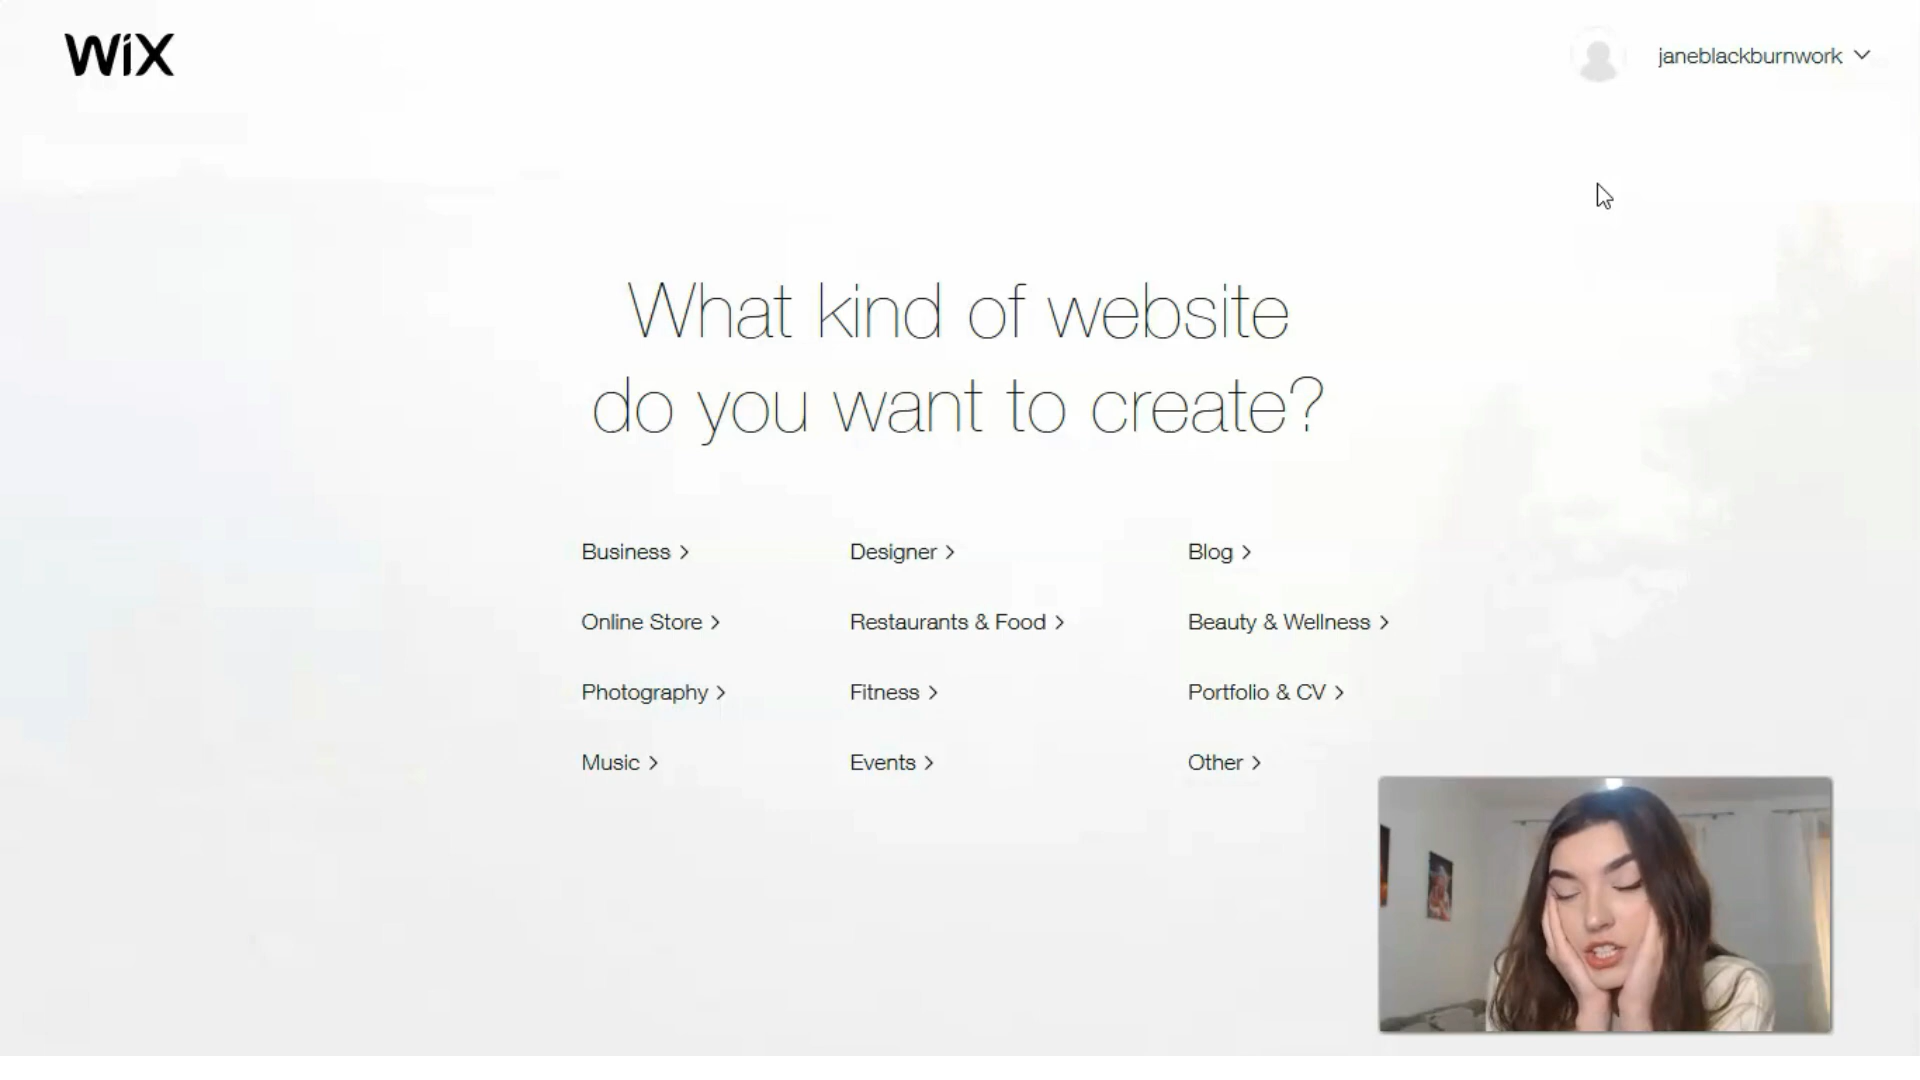 WiX
janeblackburnwork
What kind of website
do you want to create?
Business >
Designer >
Blog >
Online Store >
Restaurants & Food >
Beauty & Wellness >
Photography >
Fitness >
Portfolio & CV >
Music >
Events >
Other >